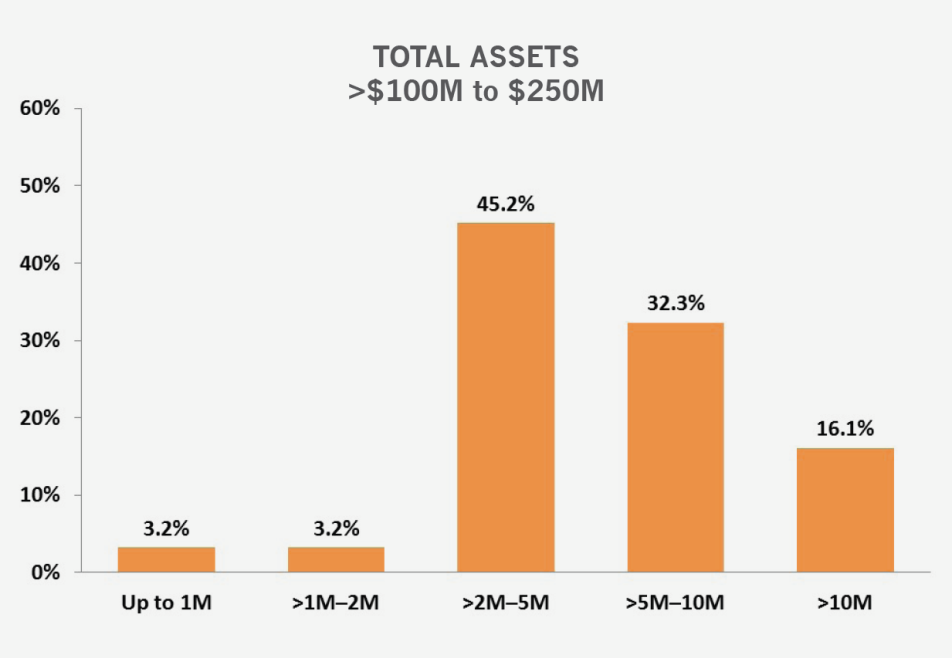 TOTAL ASSETS
>$100M to $250M
60%
50%
40%
30%
20%
10%
0%
3.2%
3.2%
45.2%
32.3%
16.1%
Up to 1M
>1M–2M
>2M–5M
>5M–10M
>10M